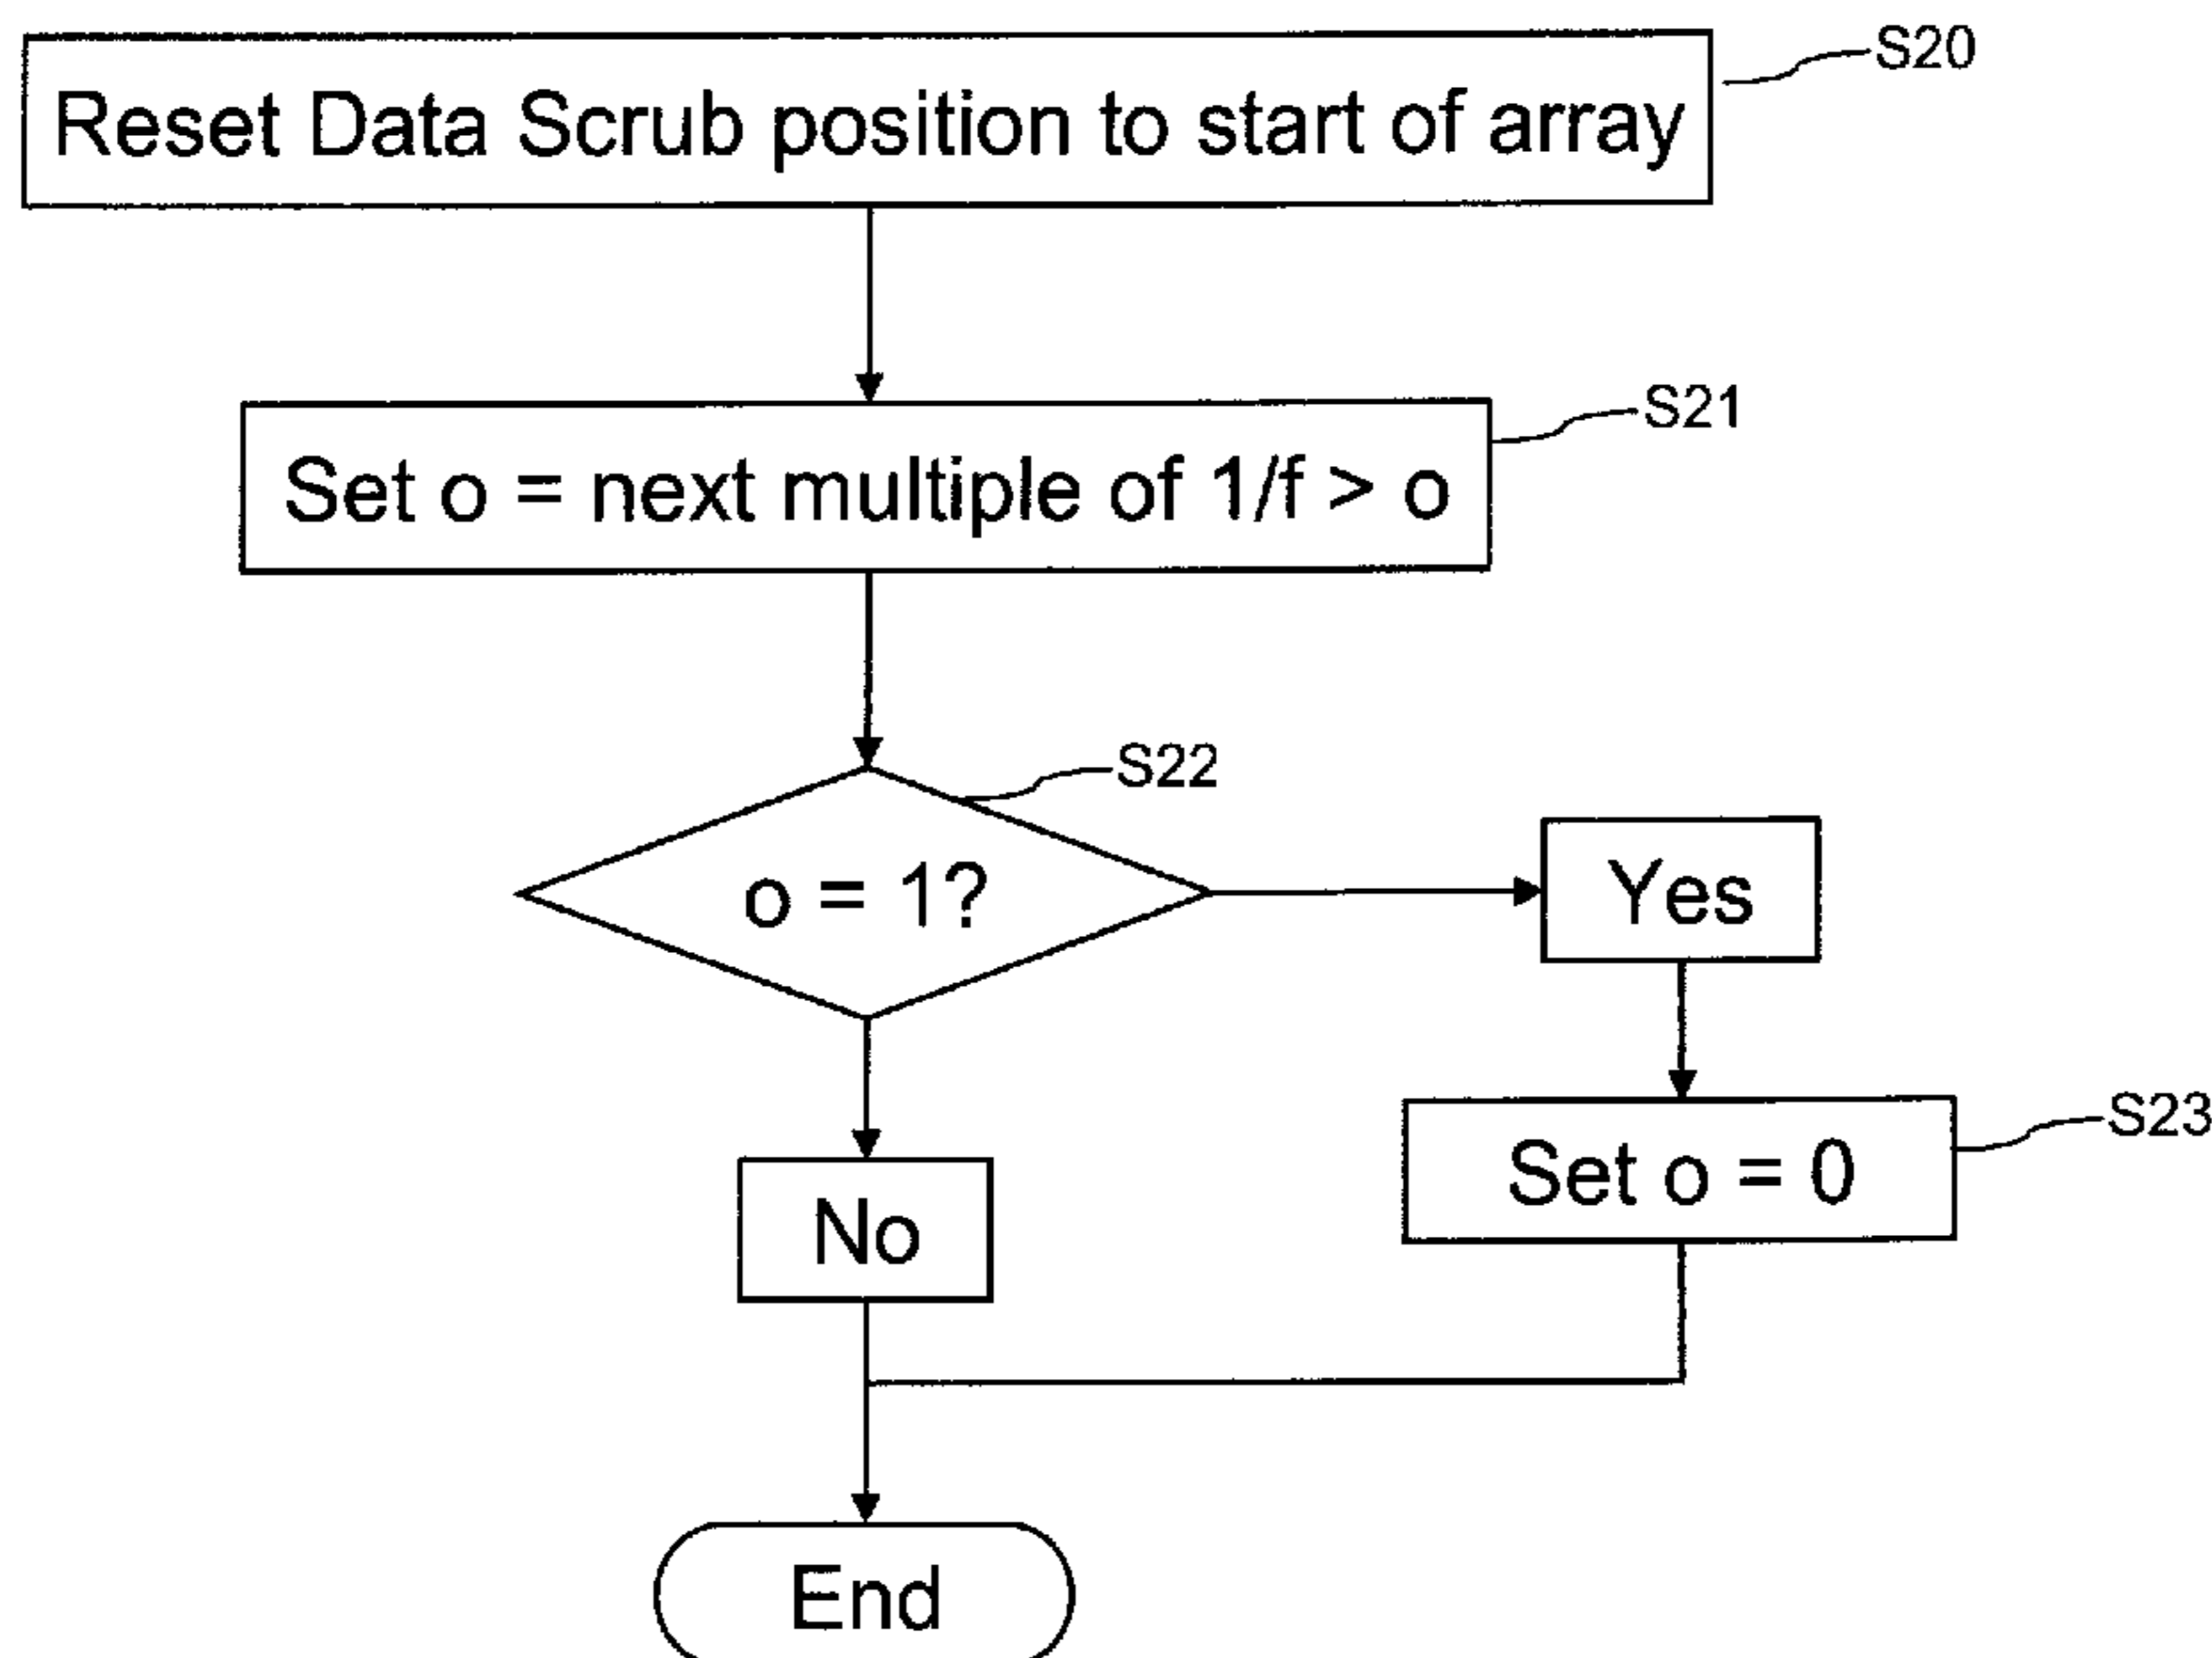 S20
Reset Data Scrub position to start of array
S21
Set o = next multiple of 1/f > o
S22
o = 1?
Yes
S23
Set o = 0
No
End